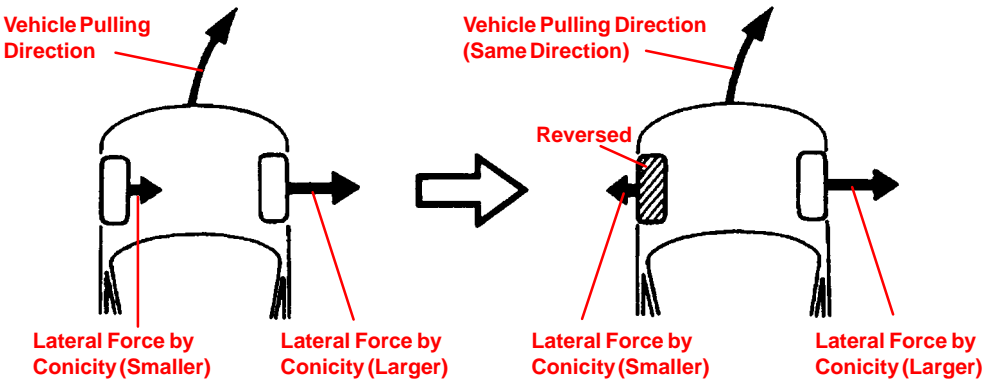 Vehicle Pulling
Direction
Vehicle Pulling Direction
(Same Direction)
Reversed
Lateral Force by
Conicity (Smaller)
Lateral Force by
Conicity (Larger)
Lateral Force by
Conicity (Smaller)
Lateral Force by
Conicity (Larger)